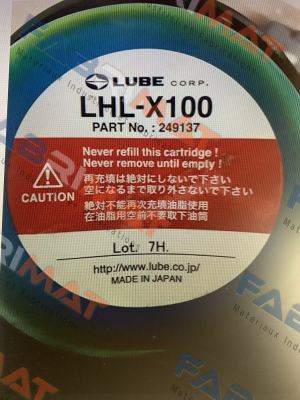 LUBE CORP.
LHL-X100
PART No. : 249137
Never refill this cartridge !
Never remove until empty !
再充填は絶対にしないで下さい
空になるまで取り外さないで下さい
CAUTION
絶対不能再次充填油脂使用
在油脂用空前不要取下油筒
Lot. 7H.
http://www.lube.co.jp/
MADE IN JAPAN
FABRIMAT